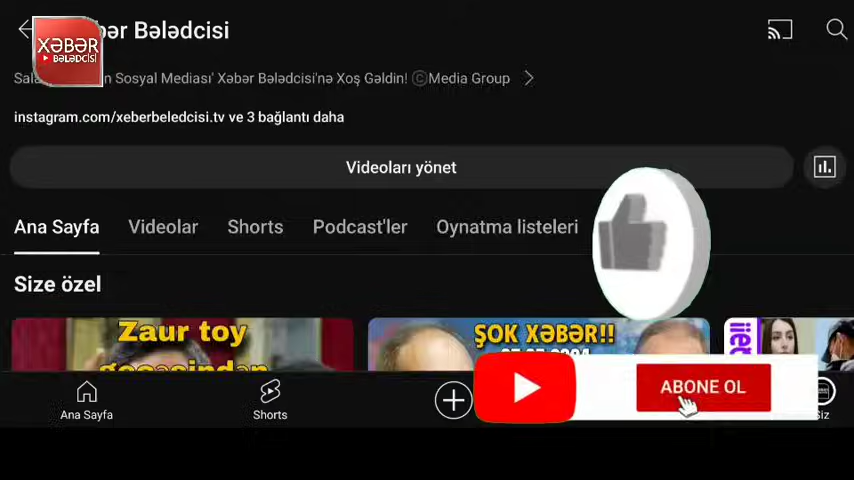 XƏBƏR
BƏLƏDCİSİ
ər Bələdcisi
Sosyal Mediası' Xəbər Bələdcisi'nə Xoş Gəldin! ©Media Group
instagram.com/xeberbeledcisi.tv ve 3 bağlantı daha
Videoları yönet
Ana Sayfa Videolar Shorts Podcast'ler Oynatma listeleri
Size özel
Zaur toy
gecəsindən
ŞOK XƏBƏR!!
ABONE OL
Ana Sayfa Shorts Siz